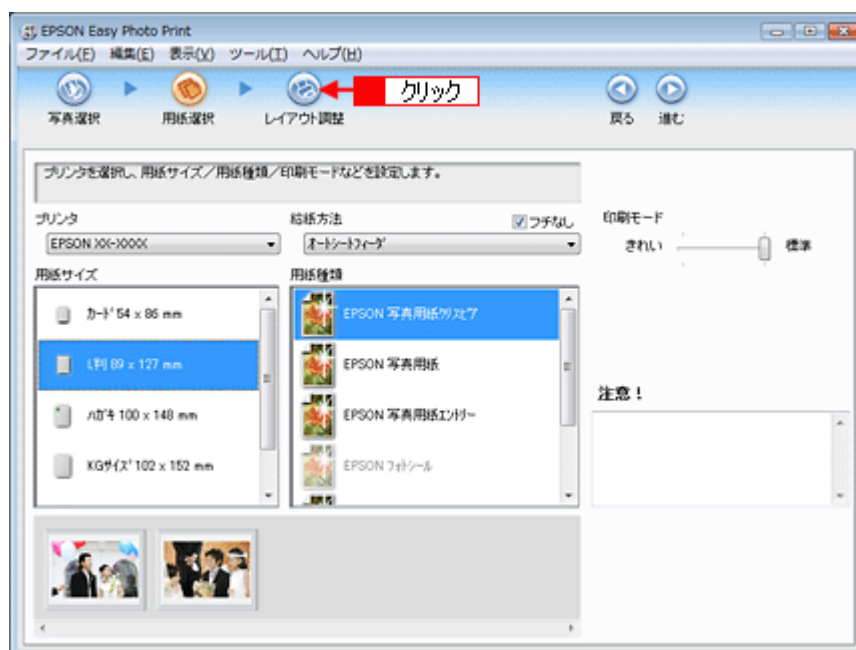 EPSON Easy Photo Print
ファイル(F) 編集(E) 表示(V) ツール(T) ヘルプ(H)
クリック
写真選択 用紙選択 レイアウト調整 戻る 進む
プリンタを選択し、用紙サイズ/用紙種類/印刷モードなどを設定します。
プリンタ 給紙方法 フチなし 印刷モード
EPSON XX-XXXX オートシートフィーダ きれい 標準
用紙サイズ 用紙種類
カード 54 x 86 mm EPSON 写真用紙クリスピア
L判 89 x 127 mm EPSON 写真用紙
注意!
ハガキ 100 x 148 mm EPSON 写真用紙エントリー
KGサイズ 102 x 152 mm EPSON フォトシール